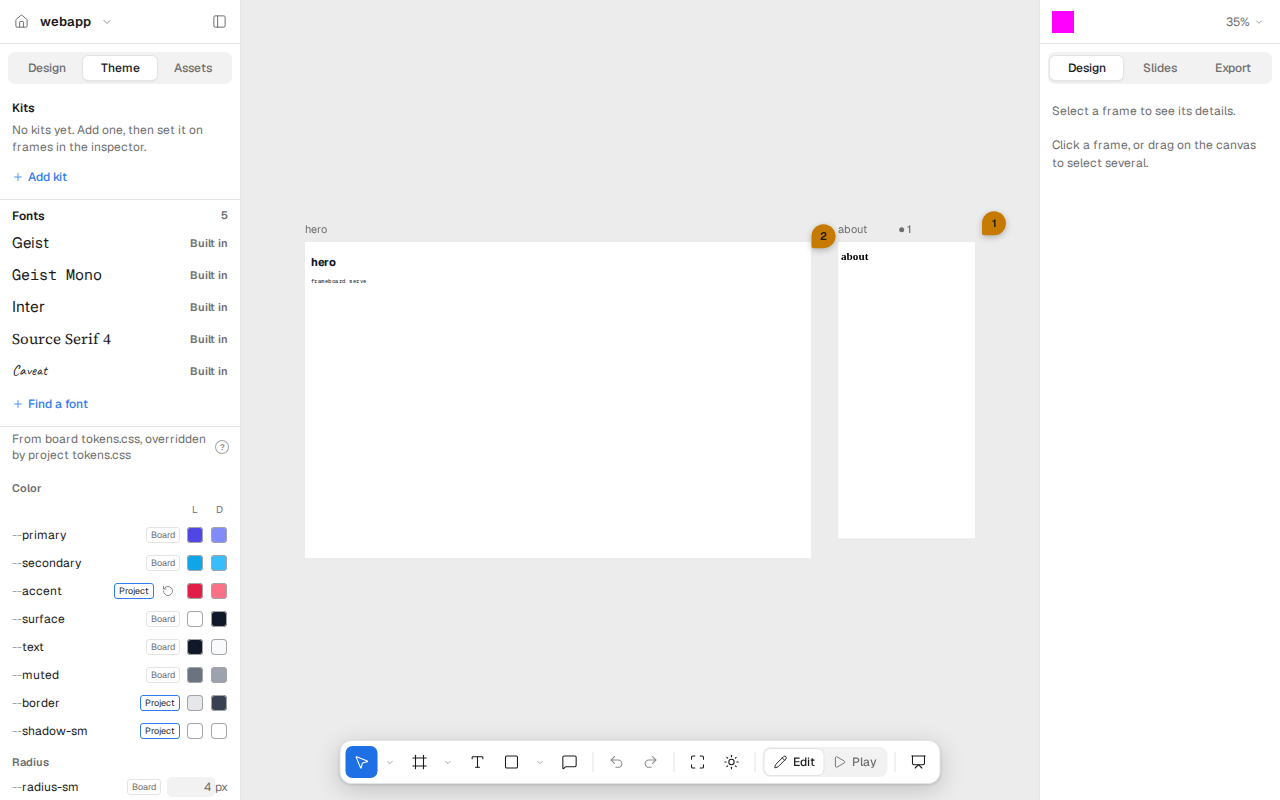 webapp
Design
Theme
Assets
Kits
No kits yet. Add one, then set it on
frames in the inspector.
+ Add kit
Fonts
5
Geist
Built in
Geist Mono
Built in
Inter
Built in
Source Serif 4
Built in
Caveat
Built in
+ Find a font
From board tokens.css, overridden
by project tokens.css
?
Color
L
D
--primary
Board
--secondary
Board
--accent
Project
--surface
Board
--text
Board
--muted
Board
--border
Project
--shadow-sm
Project
Radius
--radius-sm
Board
4 px
hero
hero
frameboard serve
2
about
1
about
1
Edit
Play
35%
Design
Slides
Export
Select a frame to see its details.
Click a frame, or drag on the canvas
to select several.